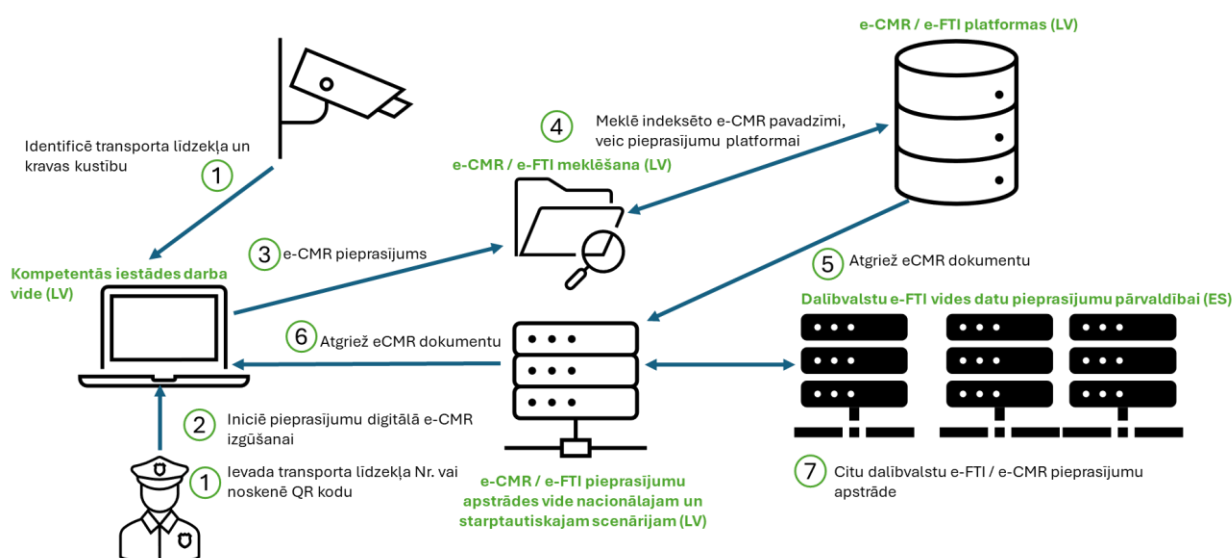 e-CMR / e-FTI platformas (LV)
Identificē transporta līdzekļa un
kravas kustību
1
4
Meklē indeksēto e-CMR pavadzīmi,
veic pieprasījumu platformai
e-CMR / e-FTI meklēšana (LV)
3
e-CMR pieprasījums
Kompetentās iestādes darba
vide (LV)
5
Atgriež eCMR dokumentu
Dalībvalstu e-FTI vides datu pieprasījumu pārvaldībai (ES)
6
Atgriež eCMR dokumentu
2
Iniciē pieprasījumu digitālā e-CMR
izgūšanai
1
Ievada transporta līdzekļa Nr. vai
noskenē QR kodu
e-CMR / e-FTI pieprasījumu
apstrādes vide nacionālajam un
starptautiskajam scenārijam (LV)
7
Citu dalībvalstu e-FTI / e-CMR pieprasījumu
apstrāde